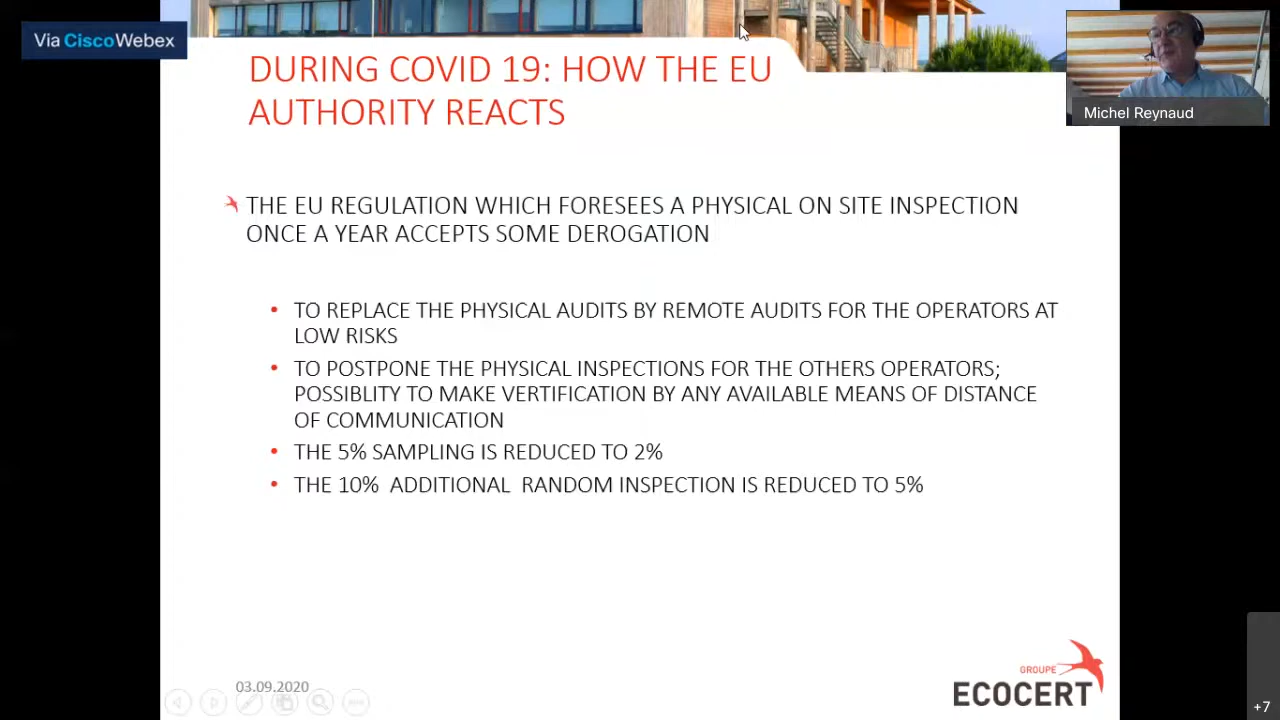 Via CiscoWebex
DURING COVID 19: HOW THE EU
AUTHORITY REACTS
Michel Reynaud
THE EU REGULATION WHICH FORESEES A PHYSICAL ON SITE INSPECTION
ONCE A YEAR ACCEPTS SOME DEROGATION
• TO REPLACE THE PHYSICAL AUDITS BY REMOTE AUDITS FOR THE OPERATORS AT
LOW RISKS
• TO POSTPONE THE PHYSICAL INSPECTIONS FOR THE OTHERS OPERATORS;
POSSIBLITY TO MAKE VERTIFICATION BY ANY AVAILABLE MEANS OF DISTANCE
OF COMMUNICATION
• THE 5% SAMPLING IS REDUCED TO 2%
• THE 10% ADDITIONAL RANDOM INSPECTION IS REDUCED TO 5%
03.09.2020
GROUPE
ECOCERT
+7